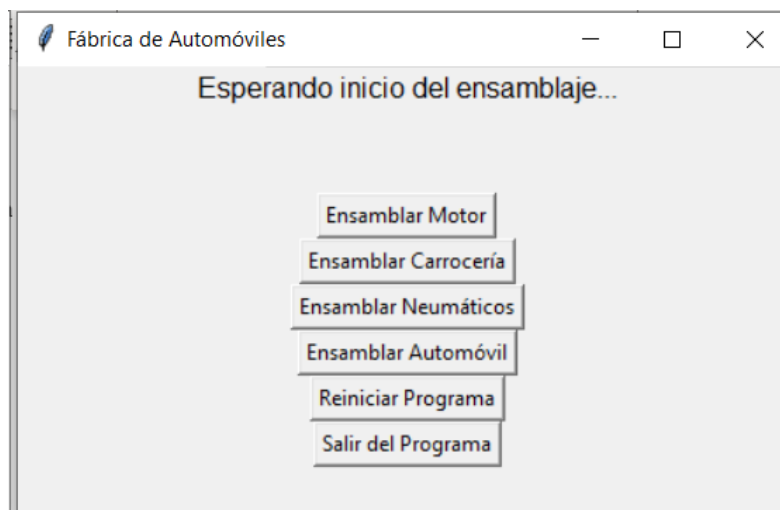 Fábrica de Automóviles
Esperando inicio del ensamblaje...
Ensamblar Motor
Ensamblar Carrocería
Ensamblar Neumáticos
Ensamblar Automóvil
Reiniciar Programa
Salir del Programa